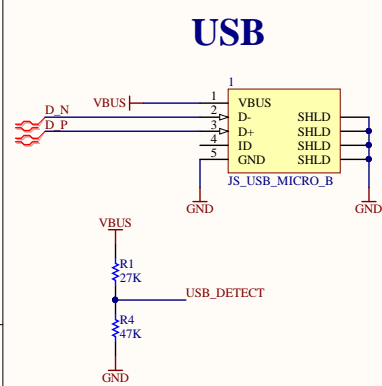 USB
1
VBUS 1 VBUS
D_N 2 D- SHLD
D_P 3 D+ SHLD
4 ID SHLD
5 GND SHLD
JS_USB_MICRO_B
GND GND
VBUS
R1
27K
USB_DETECT
R4
47K
GND